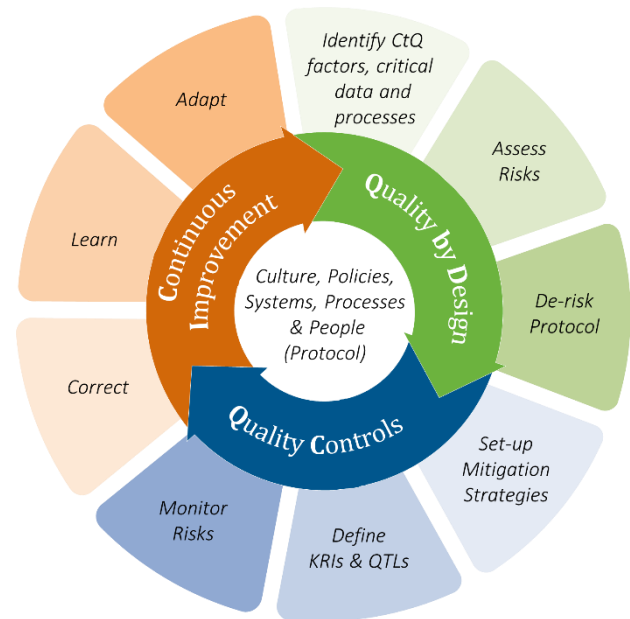 Identify CtQ
factors, critical
data and
processes
Assess
Risks
De-risk
Protocol
Set-up
Mitigation
Strategies
Define
KRIs & QTLs
Monitor
Risks
Correct
Learn
Adapt
Quality by Design
Quality Controls
Continuous
Improvement
Culture, Policies,
Systems, Processes
& People
(Protocol)